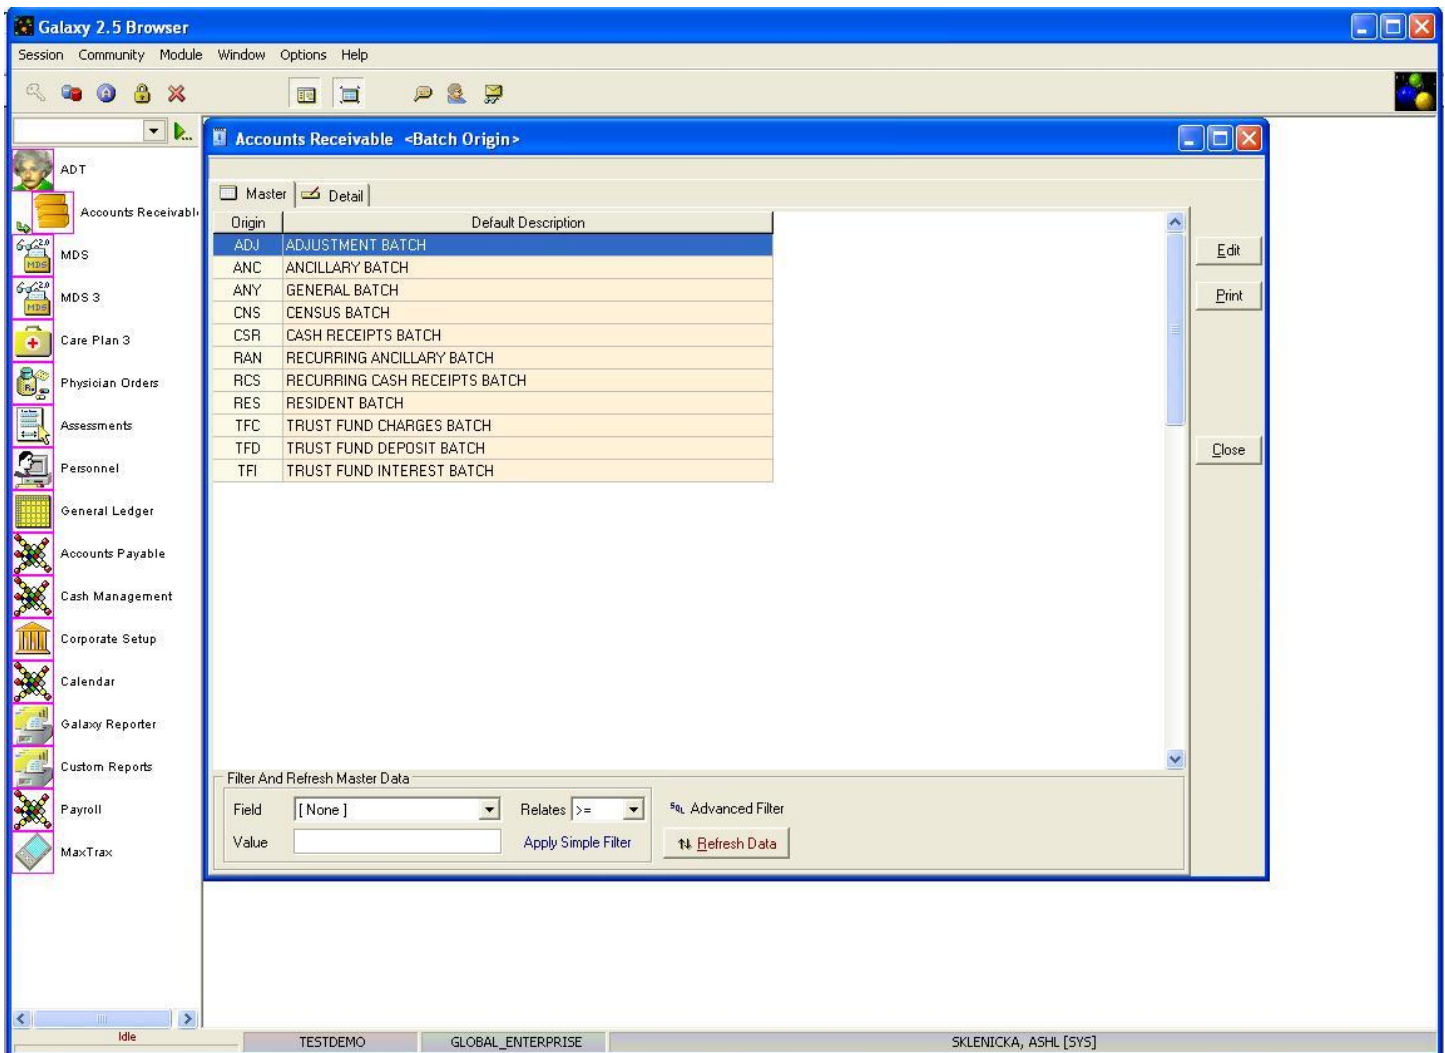 Galaxy 2.5 Browser
Session Community Module Window Options Help
Accounts Receivable <Batch Origin>
ADT
Accounts Receivabl
MDS
MDS 3
Care Plan 3
Physician Orders
Assessments
Personnel
General Ledger
Accounts Payable
Cash Management
Corporate Setup
Calendar
Galaxy Reporter
Custom Reports
Payroll
MaxTrax
Master Detail
Origin Default Description
ADJ ADJUSTMENT BATCH
ANC ANCILLARY BATCH
ANY GENERAL BATCH
CNS CENSUS BATCH
CSR CASH RECEIPTS BATCH
RAN RECURRING ANCILLARY BATCH
RCS RECURRING CASH RECEIPTS BATCH
RES RESIDENT BATCH
TFC TRUST FUND CHARGES BATCH
TFD TRUST FUND DEPOSIT BATCH
TFI TRUST FUND INTEREST BATCH
Edit
Print
Close
Filter And Refresh Master Data
Field [ None ] Relates >= SQL Advanced Filter
Value Apply Simple Filter Refresh Data
Idle TESTDEMO GLOBAL_ENTERPRISE SKLENICKA, ASHL [SYS]